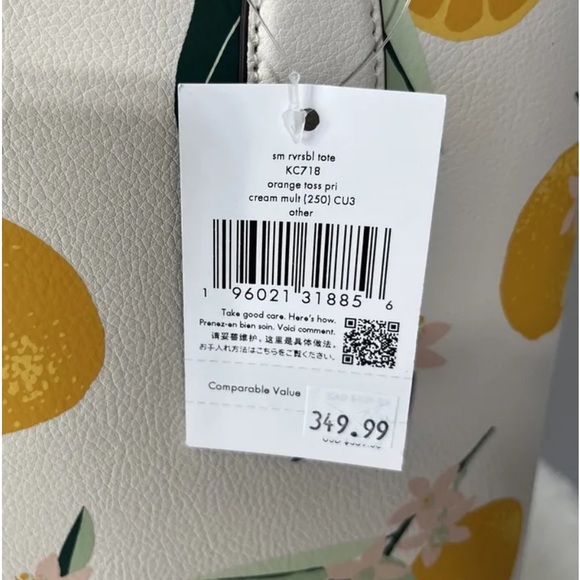 sm rvrsbl tote
KC718
orange toss pri
cream mult (250) CU3
other
1 96021 31885 6
Take good care. Here's how.
Prenez-en bien soin. Voici comment.
请妥善维护。这里是具体做法。
お手入れ方法はこちらをご覧ください
Comparable Value
349.99